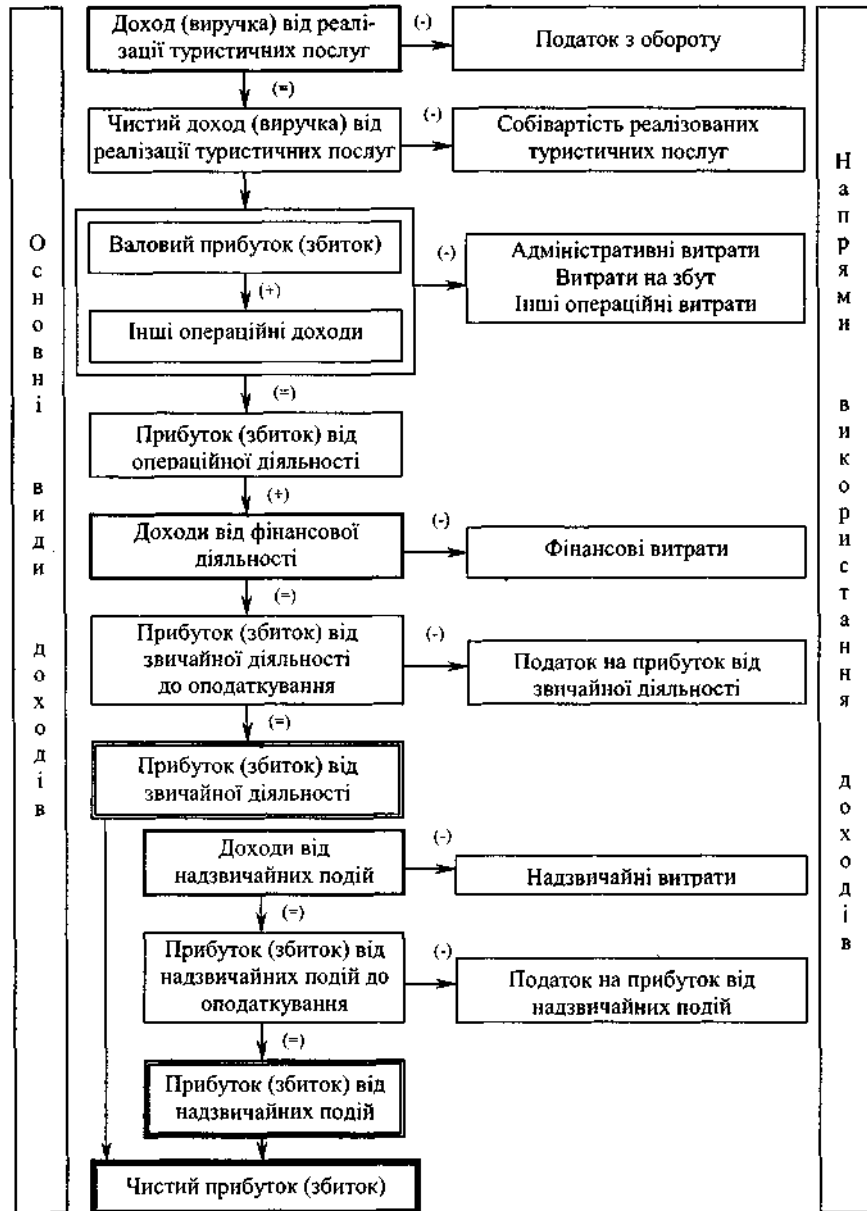 Доход (виручка) від реалі-
зації туристичних послуг
(-)
Податок з обороту
(=)
Чистий доход (виручка) від
реалізації туристичних послуг
(-)
Собівартість реалізованих
туристичних послуг
Валовий прибуток (збиток)
(+)
Інші операційні доходи
(-)
Адміністративні витрати
Витрати на збут
Інші операційні витрати
(=)
Прибуток (збиток) від
операційної діяльності
(+)
Доходи від фінансової
діяльності
(-)
Фінансові витрати
(=)
Прибуток (збиток) від
звичайної діяльності
до оподаткування
(-)
Податок на прибуток від
звичайної діяльності
(=)
Прибуток (збиток) від
звичайної діяльності
Доходи від
надзвичайних подій
(-)
Надзвичайні витрати
(=)
Прибуток (збиток) від
надзвичайних подій до
оподаткування
(-)
Податок на прибуток від
надзвичайних подій
(=)
Прибуток (збиток) від
надзвичайних подій
Чистий прибуток (збиток)
Основні види доходів
Напрями використання доходів